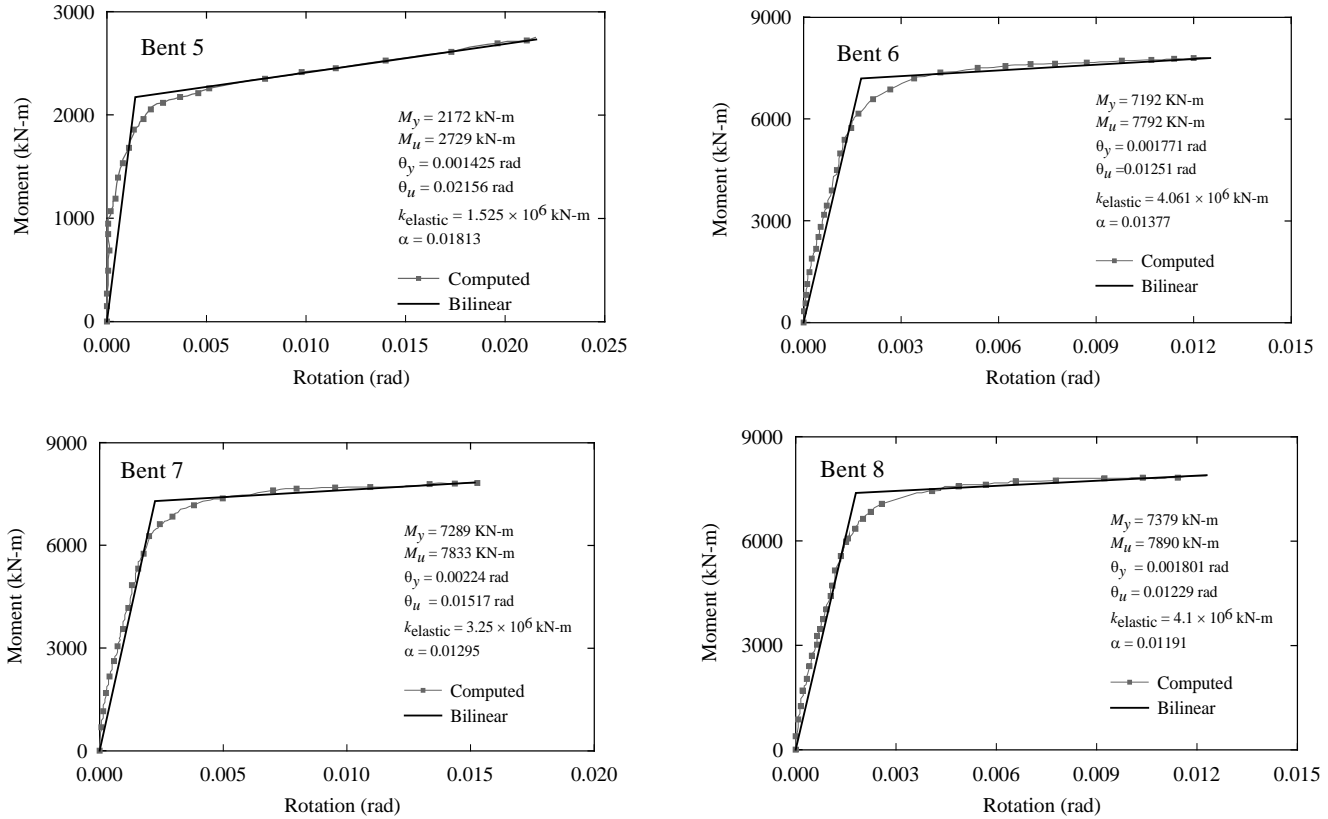 Bent 5
Moment (kN-m)
3000
2000
1000
0
M_y = 2172 kN-m
M_u = 2729 kN-m
θ_y = 0.001425 rad
θ_u = 0.02156 rad
k_elastic = 1.525 × 10^6 kN-m
α = 0.01813
Computed
Bilinear
0.000 0.005 0.010 0.015 0.020 0.025
Rotation (rad)
Bent 6
Moment (kN-m)
9000
6000
3000
0
M_y = 7192 KN-m
M_u = 7792 KN-m
θ_y = 0.001771 rad
θ_u =0.01251 rad
k_elastic = 4.061 × 10^6 kN-m
α = 0.01377
Computed
Bilinear
0.000 0.003 0.006 0.009 0.012 0.015
Rotation (rad)
Bent 7
Moment (kN-m)
9000
6000
3000
0
M_y = 7289 KN-m
M_u = 7833 KN-m
θ_y = 0.00224 rad
θ_u = 0.01517 rad
k_elastic = 3.25 × 10^6 kN-m
α = 0.01295
Computed
Bilinear
0.000 0.005 0.010 0.015 0.020
Rotation (rad)
Bent 8
Moment (kN-m)
9000
6000
3000
0
M_y = 7379 kN-m
M_u = 7890 kN-m
θ_y = 0.001801 rad
θ_u = 0.01229 rad
k_elastic = 4.1 × 10^6 kN-m
α = 0.01191
Computed
Bilinear
0.000 0.003 0.006 0.009 0.012 0.015
Rotation (rad)